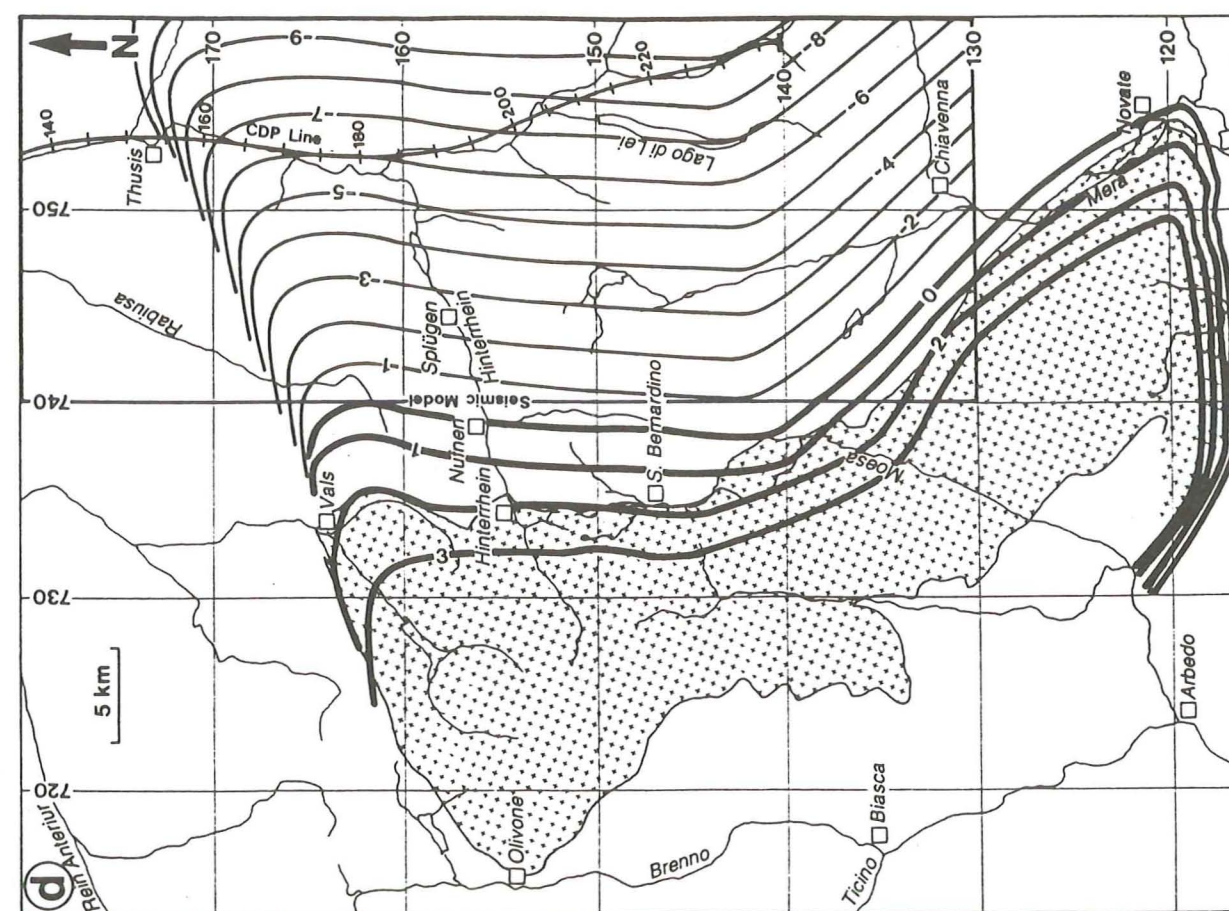 d
N
Rein Anteriur
5 km
Rabiusa
Thusis
140
160
CDP Line
180
200
220
170
160
150
140
130
120
720
730
740
750
Olivone
Vals
Hinterrhein
Nufnen
Splügen
Hinterrhein
Seismic Model
S. Bernardino
Lago di Lei
Chiavenna
Novate
Mera
Moesa
Brenno
Biasca
Ticino
Arbedo
3
1
-1
-3
-5
-7
-9
2
0
-2
-4
-6
-8